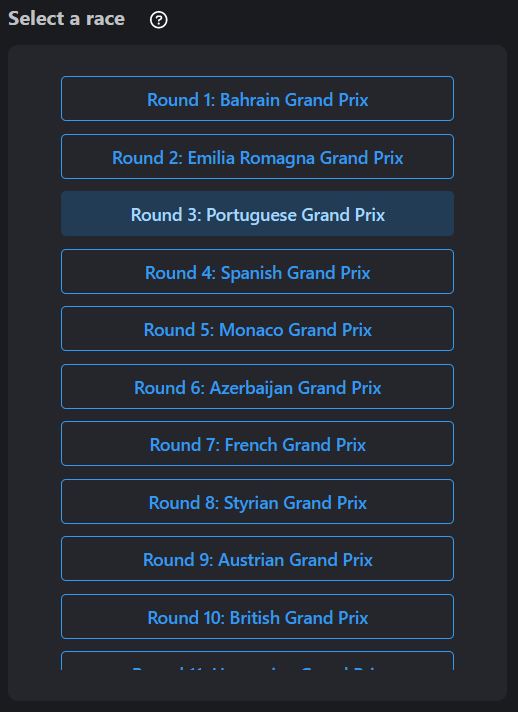 Select a race ?
Round 1: Bahrain Grand Prix
Round 2: Emilia Romagna Grand Prix
Round 3: Portuguese Grand Prix
Round 4: Spanish Grand Prix
Round 5: Monaco Grand Prix
Round 6: Azerbaijan Grand Prix
Round 7: French Grand Prix
Round 8: Styrian Grand Prix
Round 9: Austrian Grand Prix
Round 10: British Grand Prix